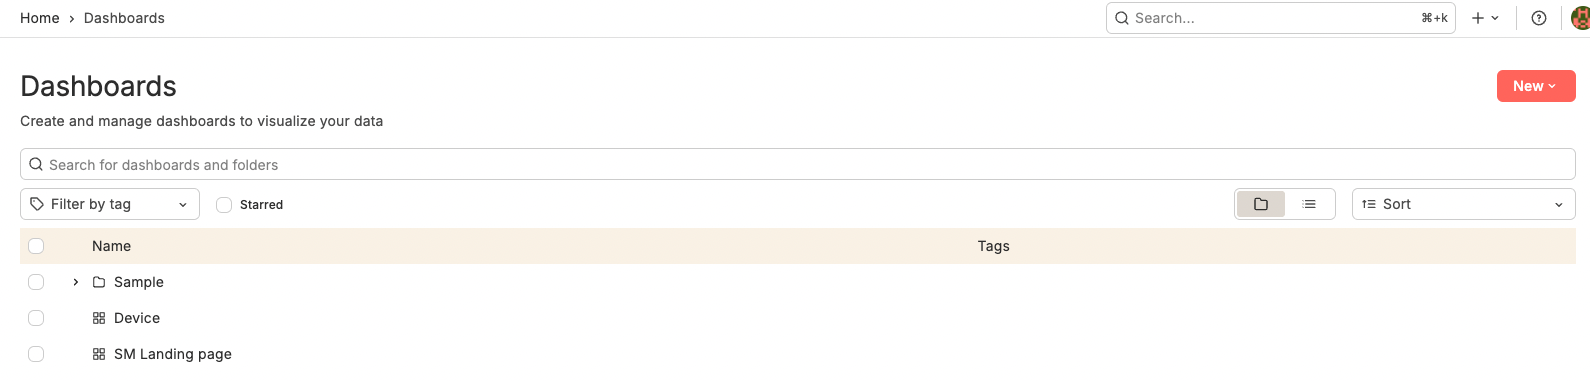 Home > Dashboards
Search... ⌘+k
Dashboards
New
Create and manage dashboards to visualize your data
Search for dashboards and folders
Filter by tag Starred Sort
Name Tags
Sample
Device
SM Landing page